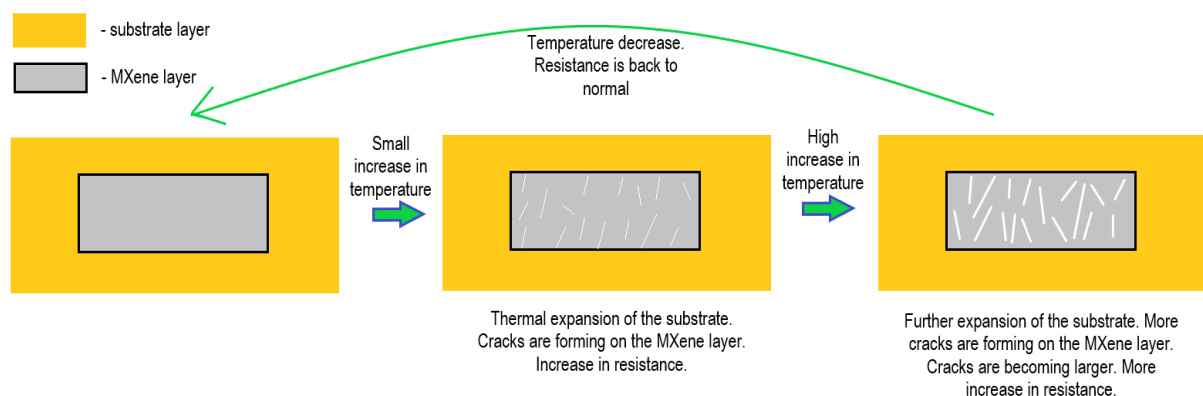 - substrate layer
- MXene layer
Temperature decrease.
Resistance is back to
normal
Small
increase in
temperature
High
increase in
temperature
Thermal expansion of the substrate.
Cracks are forming on the MXene layer.
Increase in resistance.
Further expansion of the substrate. More
cracks are forming on the MXene layer.
Cracks are becoming larger. More
increase in resistance.